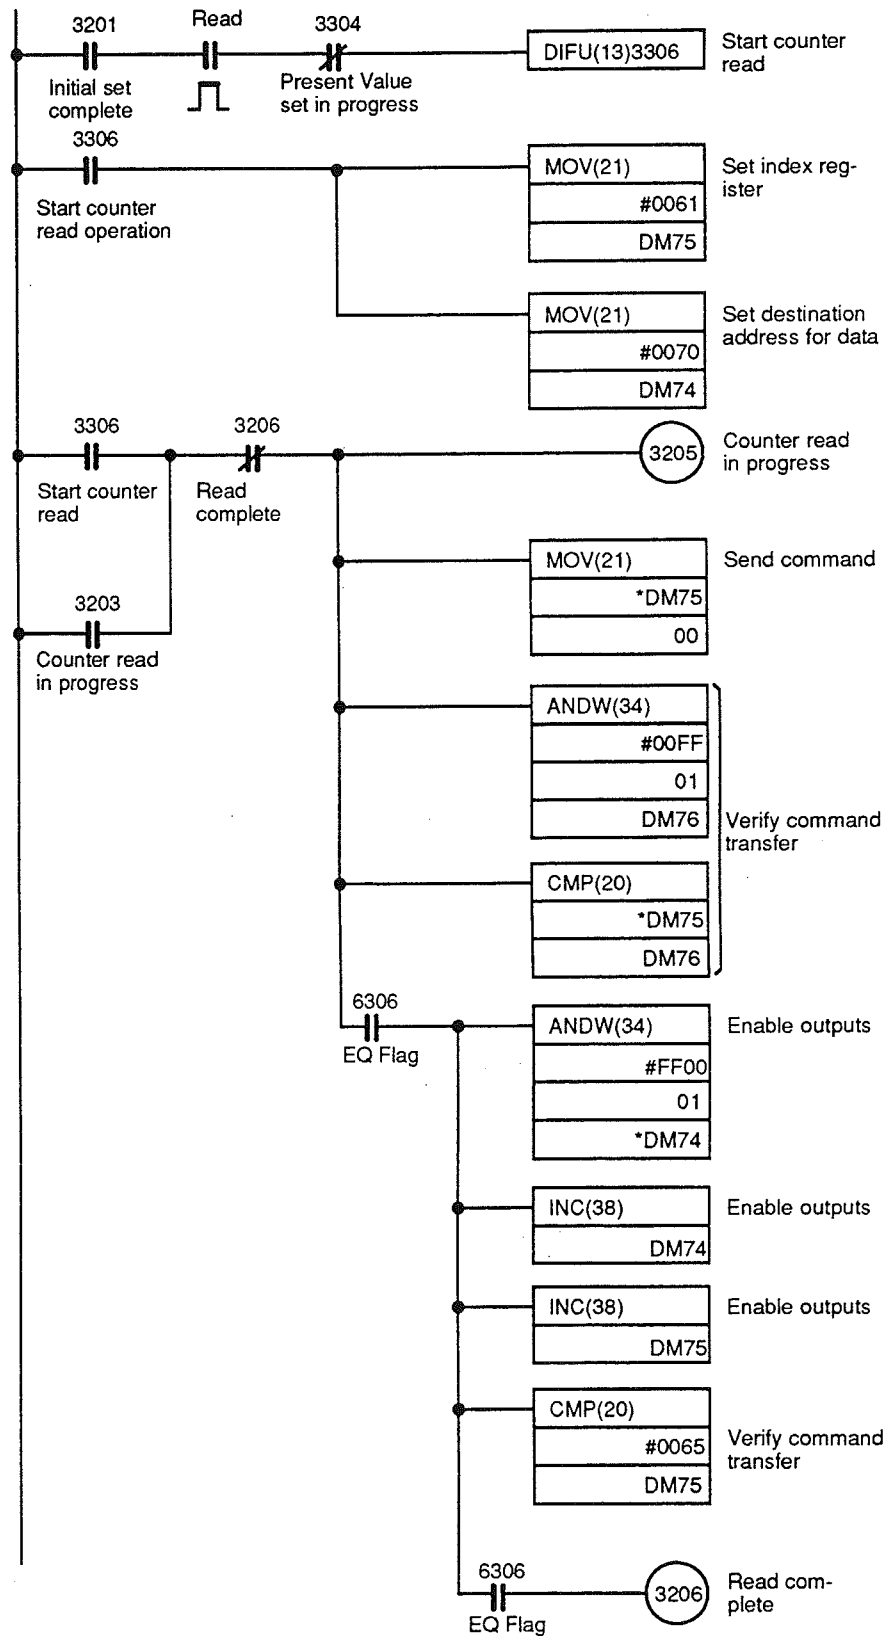 3201
Read
3304
DIFU(13)3306
Start counter
read
Initial set
complete
Present Value
set in progress
3306
Start counter
read operation
MOV(21)
#0061
DM75
Set index reg-
ister
MOV(21)
#0070
DM74
Set destination
address for data
3306
3206
3205
Counter read
in progress
Start counter
read
Read
complete
3203
Counter read
in progress
MOV(21)
*DM75
00
Send command
ANDW(34)
#00FF
01
DM76
CMP(20)
*DM75
DM76
Verify command
transfer
6306
EQ Flag
ANDW(34)
#FF00
01
*DM74
Enable outputs
INC(38)
DM74
Enable outputs
INC(38)
DM75
Enable outputs
CMP(20)
#0065
DM75
Verify command
transfer
6306
EQ Flag
3206
Read com-
plete